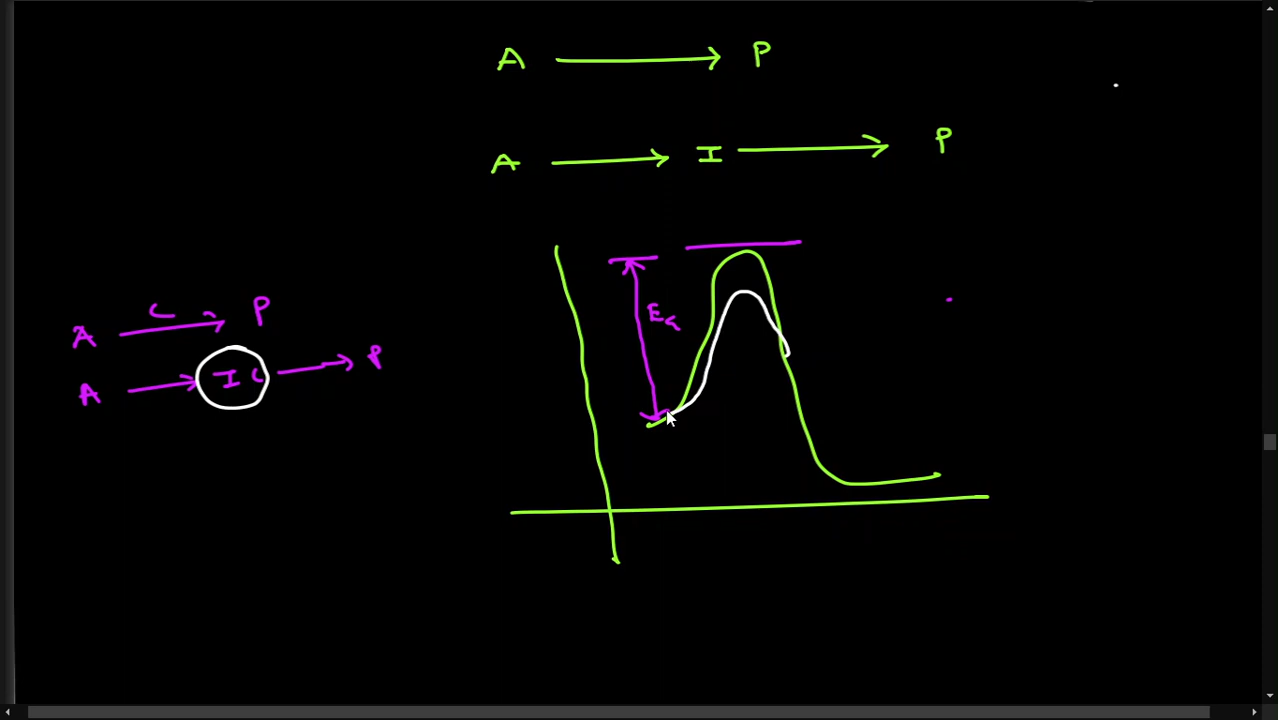 A → P
A → I → P
Ea
C
A → P
A → I C → P